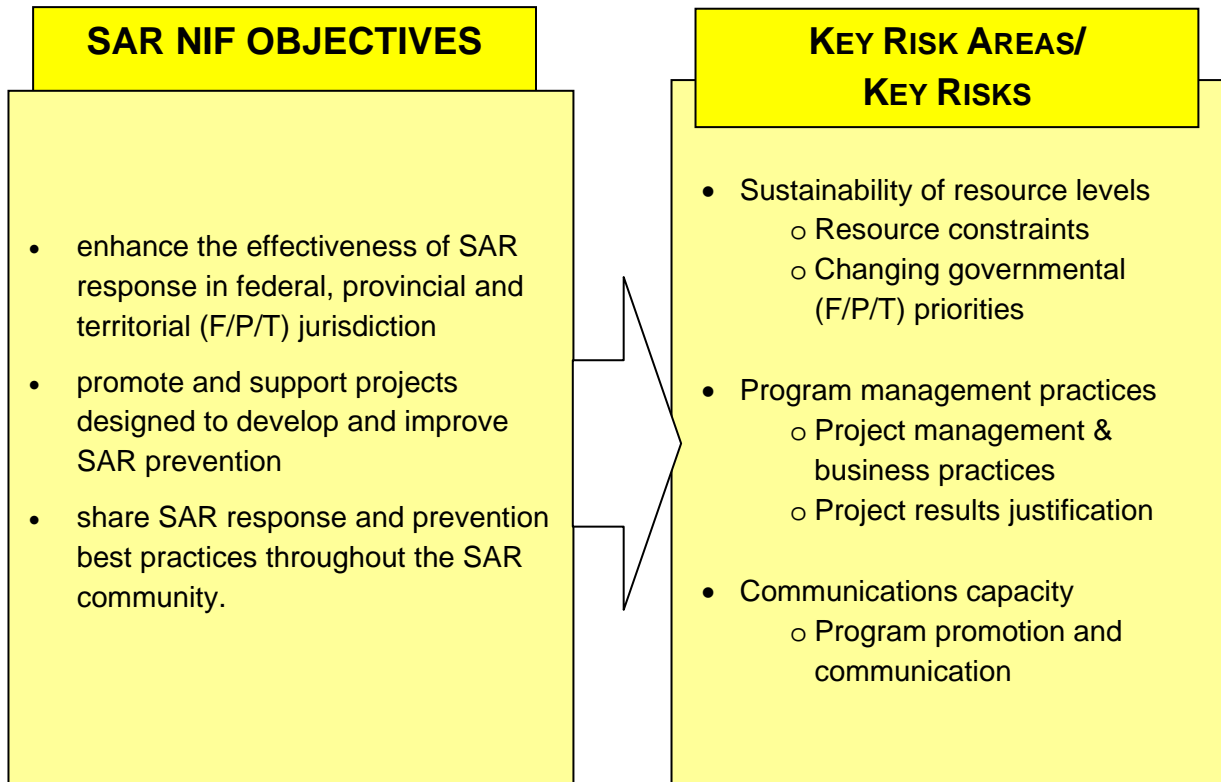 SAR NIF OBJECTIVES
• enhance the effectiveness of SAR
response in federal, provincial and
territorial (F/P/T) jurisdiction
• promote and support projects
designed to develop and improve
SAR prevention
• share SAR response and prevention
best practices throughout the SAR
community.
KEY RISK AREAS/
KEY RISKS
• Sustainability of resource levels
o Resource constraints
o Changing governmental
(F/P/T) priorities
• Program management practices
o Project management &
business practices
o Project results justification
• Communications capacity
o Program promotion and
communication